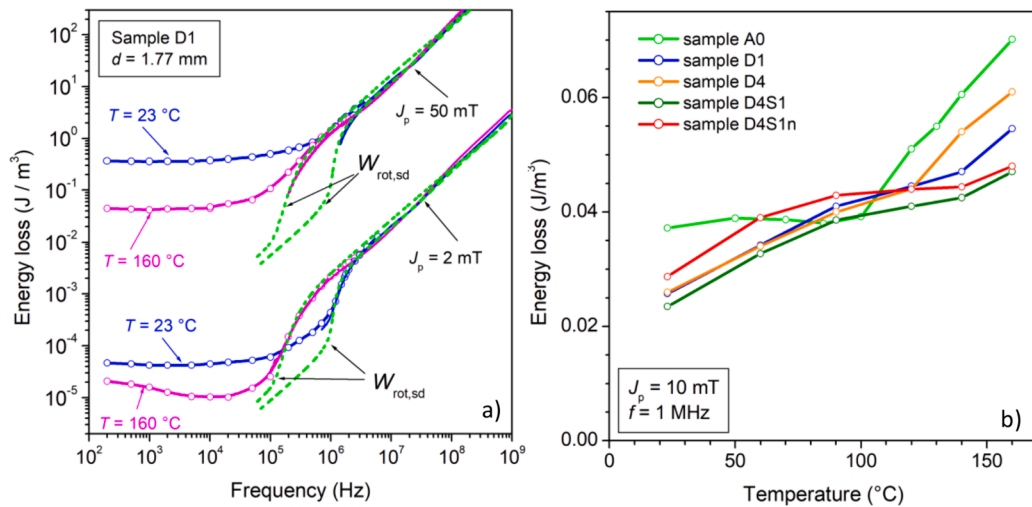 Sample D1
d = 1.77 mm
T = 23 °C
Jp = 50 mT
Wrot,sd
T = 160 °C
Jp = 2 mT
T = 23 °C
Wrot,sd
T = 160 °C
a)
10²
10¹
10⁰
10⁻¹
10⁻²
10⁻³
10⁻⁴
10⁻⁵
Energy loss (J / m³)
10² 10³ 10⁴ 10⁵ 10⁶ 10⁷ 10⁸ 10⁹
Frequency (Hz)
sample A0
sample D1
sample D4
sample D4S1
sample D4S1n
Jp = 10 mT
f = 1 MHz
b)
0.06
0.04
0.02
0.00
Energy loss (J/m³)
50 100 150
Temperature (°C)